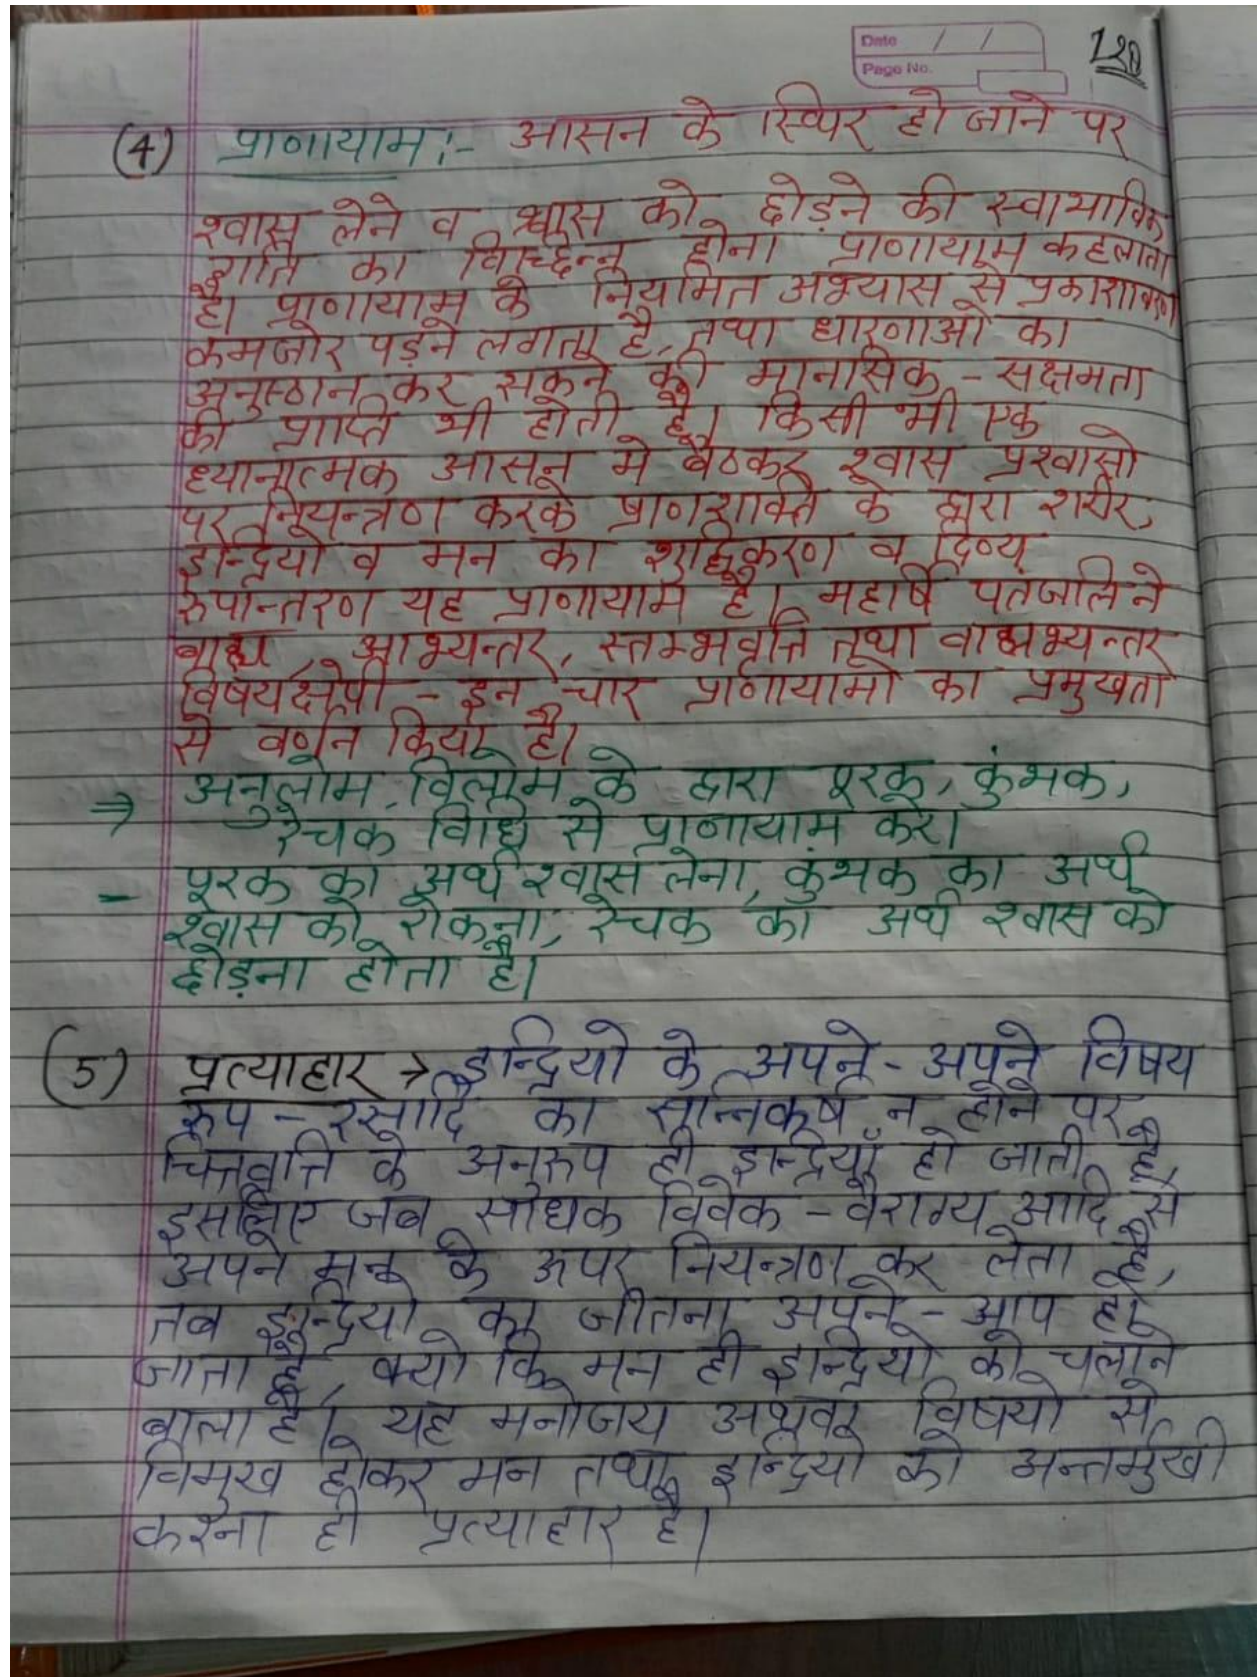 Date / /
Page No.
(4) प्राणायाम :- आसन के स्थिर हो जाने पर
श्वास लेने व श्वास को छोड़ने की स्वाभाविक
गति का विच्छेन्न होना प्राणायाम कहलाता
है। प्राणायाम के नियमित अभ्यास से प्रकाशावरण
कमजोर पड़ने लगता है, तथा धारणाओं का
अनुष्ठान कर सकने की मानसिक - सक्षमता
की प्राप्ति भी होती है। किसी भी एक
ध्यानात्मक आसन मे बैठकर श्वास प्रश्वासो
पर नियन्त्रण करके प्राणशक्ति के द्वारा शरीर,
इन्द्रियो व मन का शुद्धिकरण व दिव्य
रुपान्तरण यह प्राणायाम है। महार्षि पतंजलि ने
बाह्य, आभ्यन्तर, स्तम्भवृत्ति तथा वाह्यभ्यन्तर
विषयक्षेपी - इन चार प्राणायामो का प्रमुखता
से वर्णन किया है।
⇒ अनुलोम, विलोम के द्वारा पूरक, कुंभक,
रेचक विधि से प्राणायाम करे।
- पूरक का अर्थ श्वास लेना, कुंभक का अर्थ
श्वास को रोकना, रेचक का अर्थ श्वास को
छोड़ना होता है।
(5) प्रत्याहार → इन्द्रियो के अपने - अपने विषय
रुप - रसादि का सन्निकर्ष न होने पर
चित्तवृत्ति के अनुरुप ही इन्द्रियाँ हो जाती है,
इसलिए जब साधक विवेक - वैराग्य आदि से
अपने मन के ऊपर नियन्त्रण कर लेता है,
तब इन्द्रियो का जीतना अपने - आप हो
जाता है, क्यो कि मन ही इन्द्रियो को चलाने
बाला है। यह मनोजय विषयो से
विमुख होकर मन तथा इन्द्रियो को अन्तर्मुखी
करना ही प्रत्याहार है।